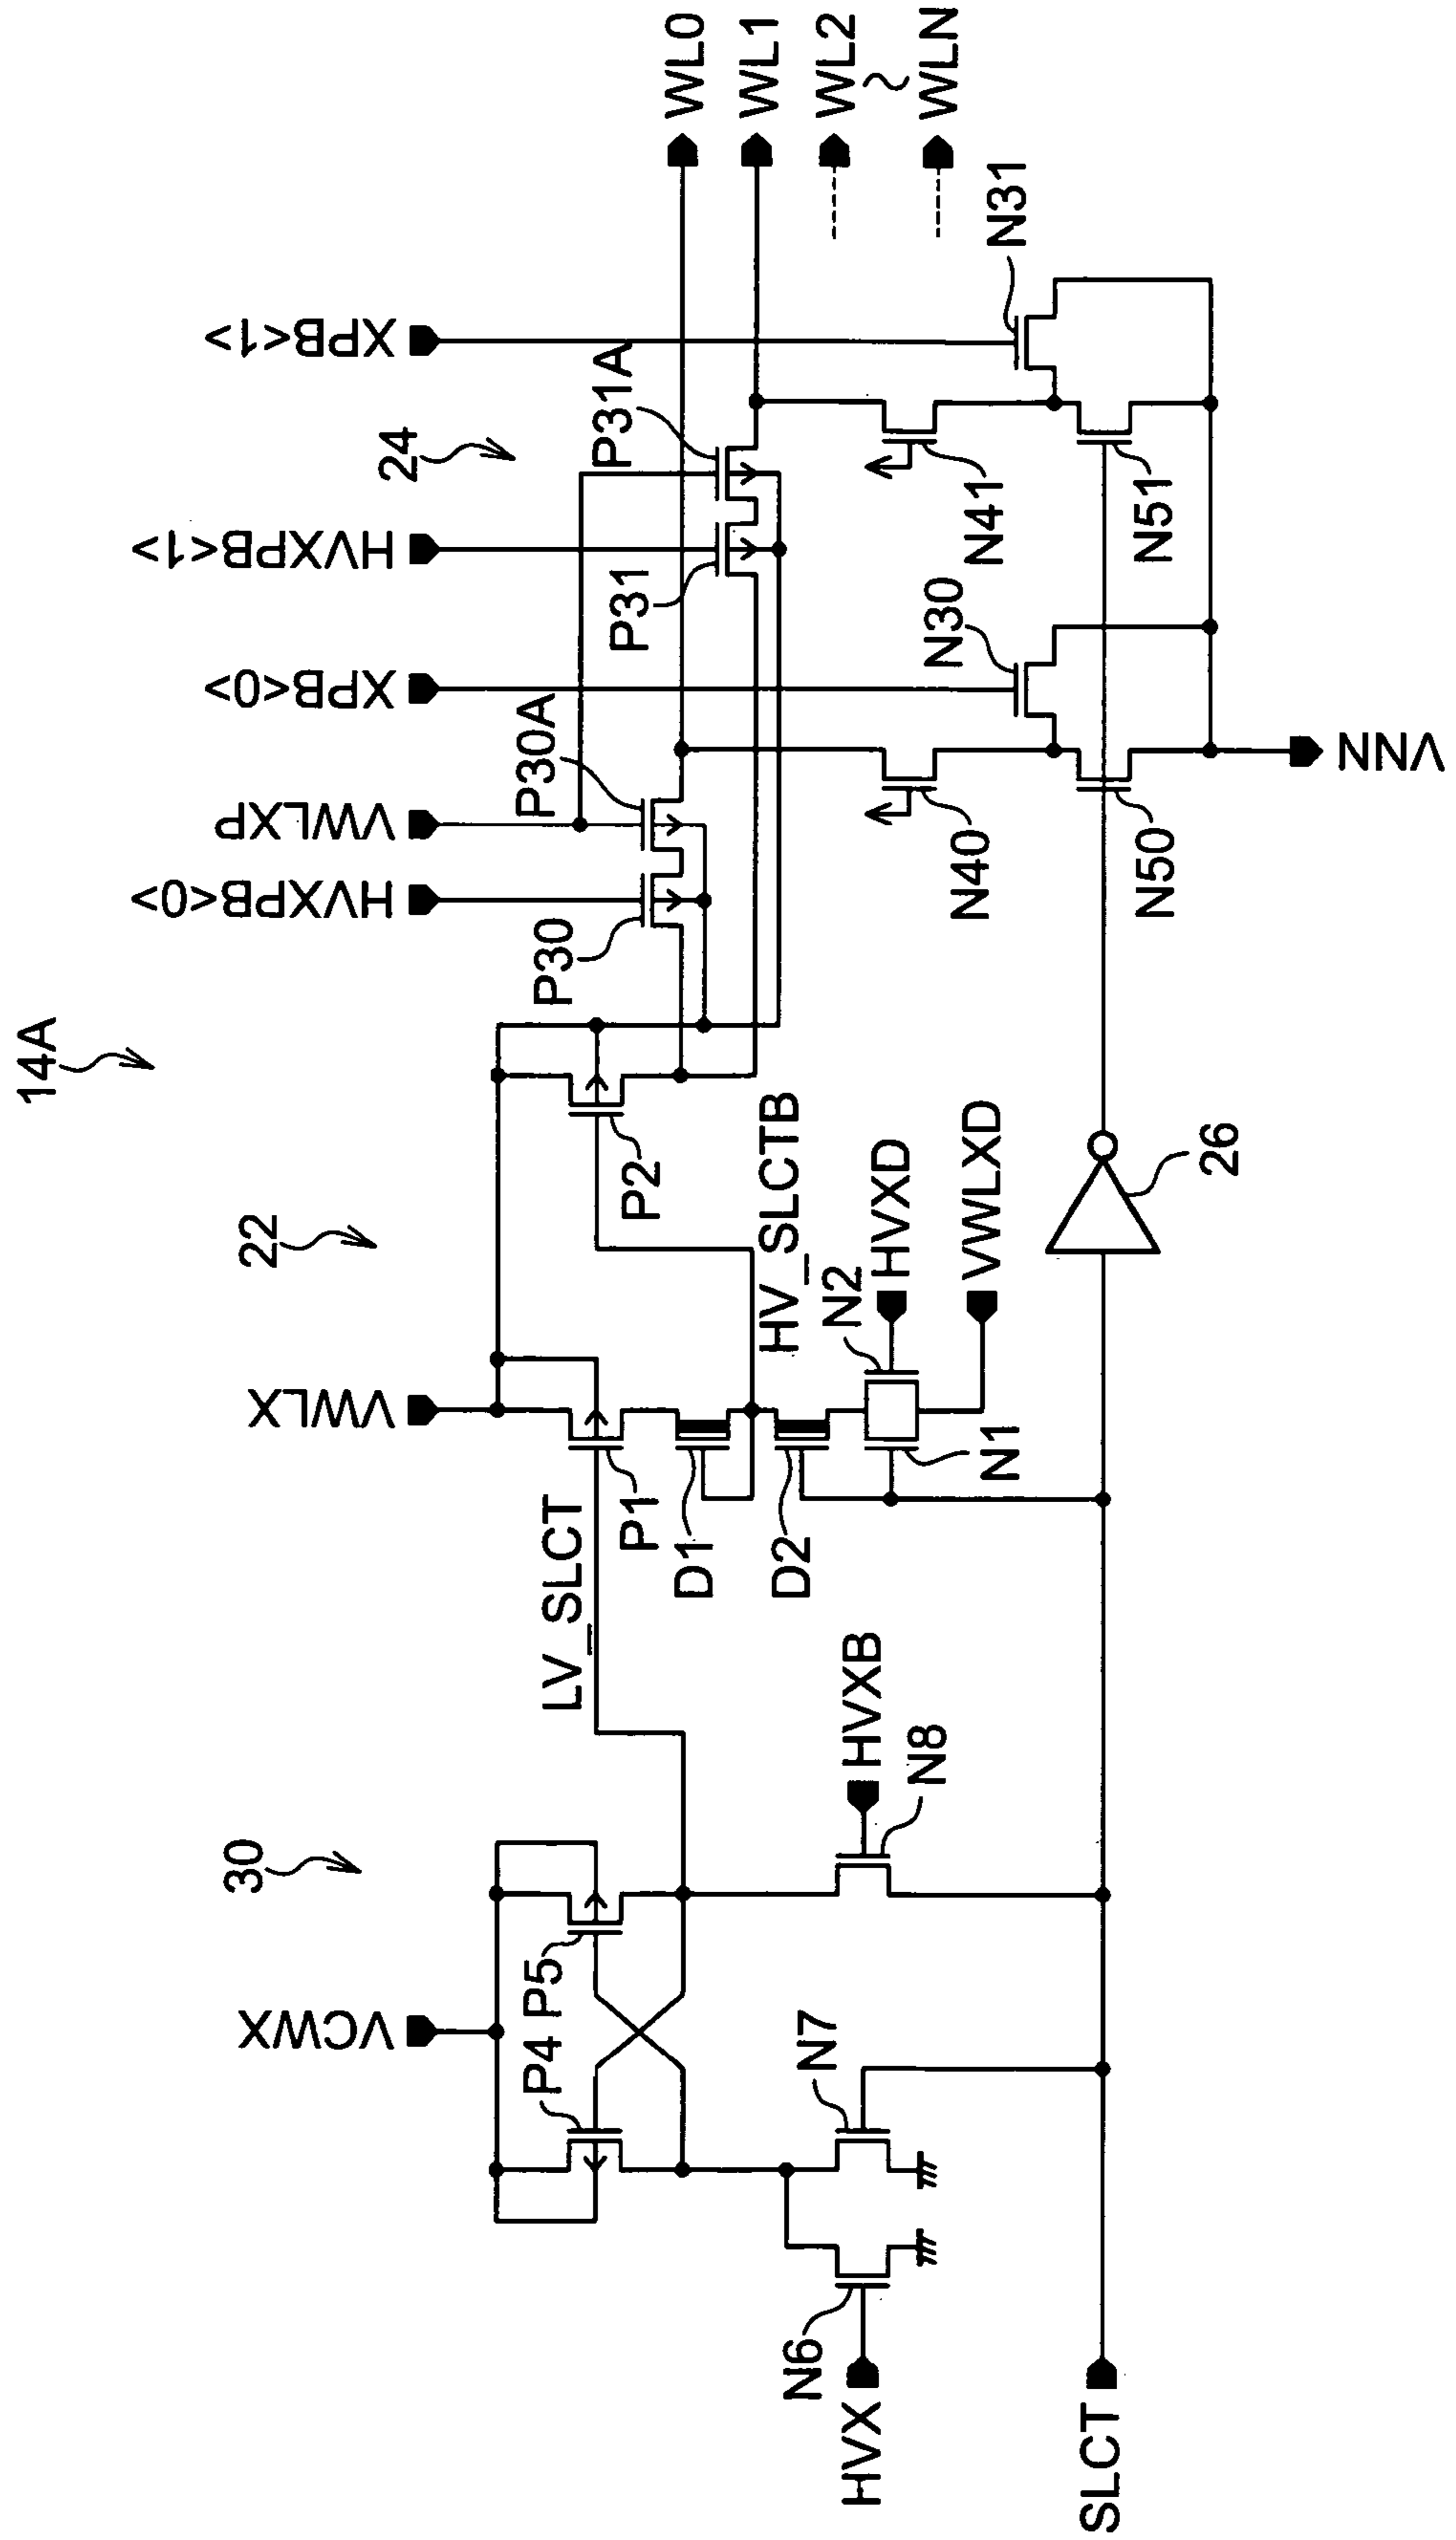 14A
30
22
24
VCWX
VWLX
HVXPB<0>
VWLXP
XPB<0>
HVXPB<1>
XPB<1>
P4
P5
LV_SLCT
P1
P2
P30
P30A
P31
P31A
WL0
WL1
WL2
~
WLN
D1
D2
HV_SLCTB
N6
N7
N8
HVXB
N1
N2
HVXD
VWLXD
N40
N30
N41
N31
N50
N51
HVX
SLCT
26
VNN